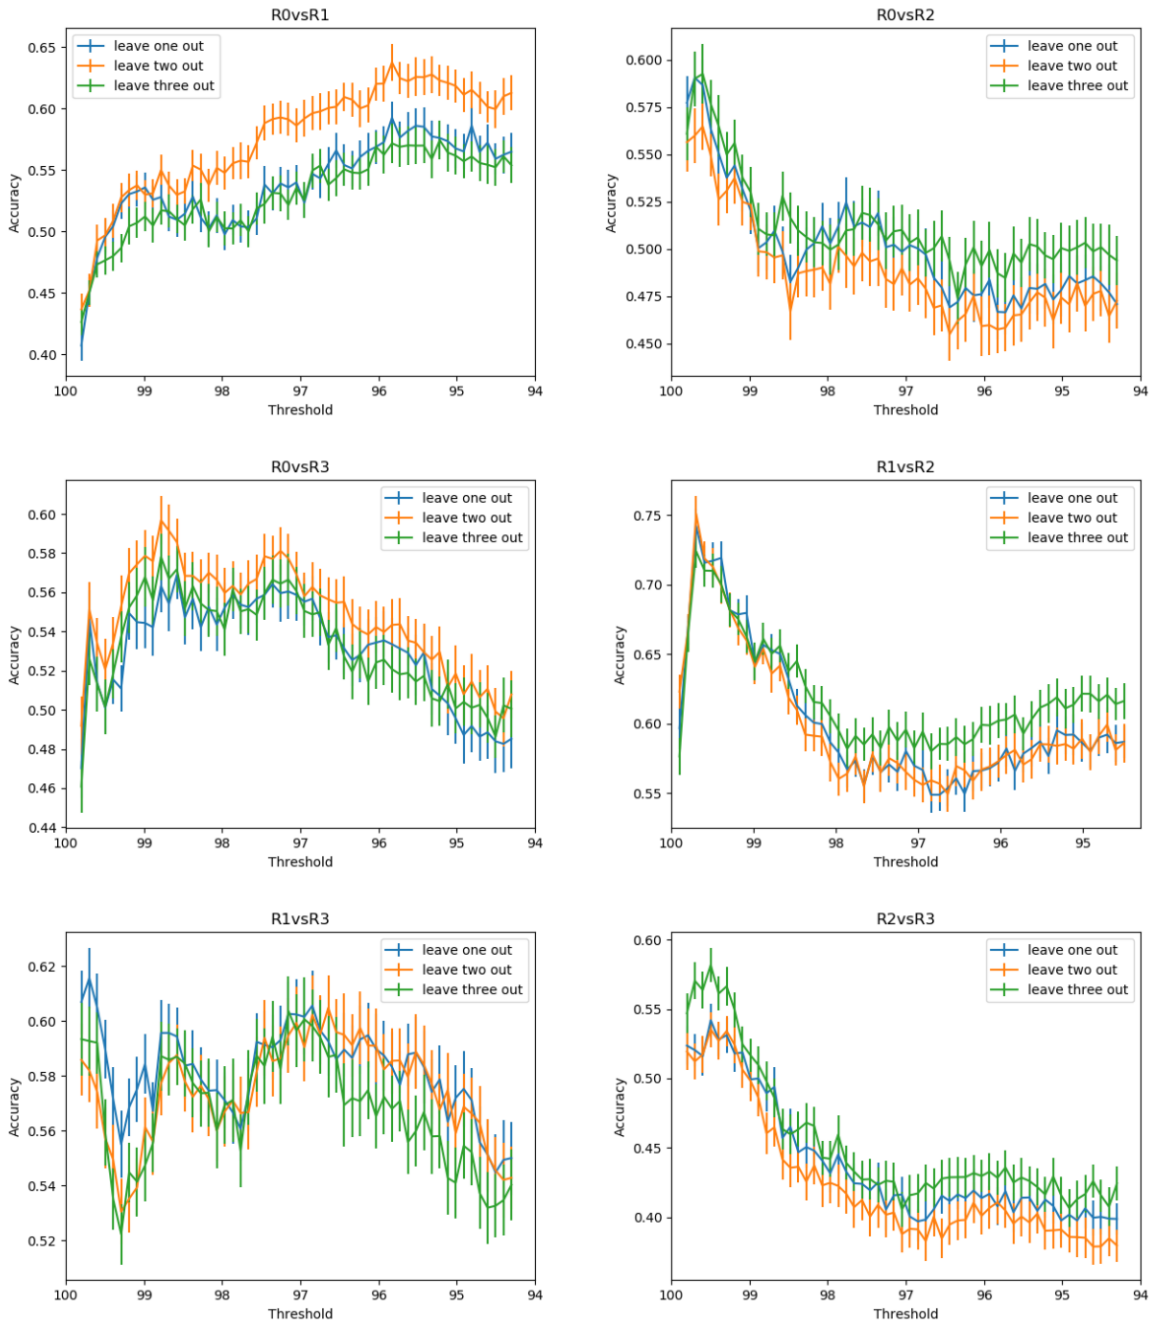 R0vsR1
leave one out
leave two out
leave three out
0.65
0.60
0.55
0.50
0.45
0.40
Accuracy
100 99 98 97 96 95 94
Threshold
R0vsR2
leave one out
leave two out
leave three out
0.600
0.575
0.550
0.525
0.500
0.475
0.450
Accuracy
100 99 98 97 96 95 94
Threshold
R0vsR3
leave one out
leave two out
leave three out
0.60
0.58
0.56
0.54
0.52
0.50
0.48
0.46
0.44
Accuracy
100 99 98 97 96 95 94
Threshold
R1vsR2
leave one out
leave two out
leave three out
0.75
0.70
0.65
0.60
0.55
Accuracy
100 99 98 97 96 95
Threshold
R1vsR3
leave one out
leave two out
leave three out
0.62
0.60
0.58
0.56
0.54
0.52
Accuracy
100 99 98 97 96 95 94
Threshold
R2vsR3
leave one out
leave two out
leave three out
0.60
0.55
0.50
0.45
0.40
Accuracy
100 99 98 97 96 95 94
Threshold